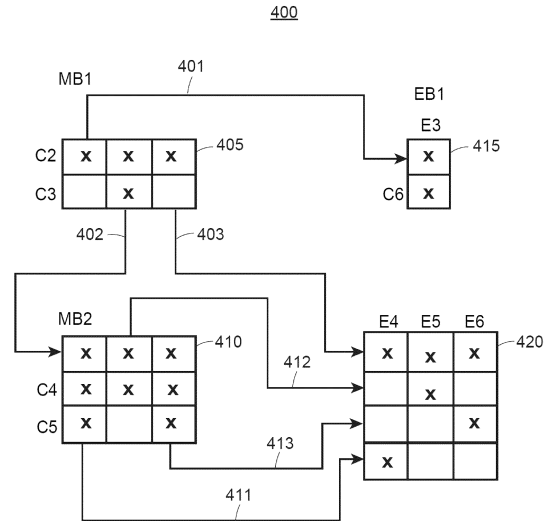 400
401
MB1
EB1
E3
C2 x x x 405
x 415
C3 x
C6 x
402 403
MB2
E4 E5 E6
x x x 410
x x x 420
412
C4 x x x
x
C5 x x
x
413
x
411